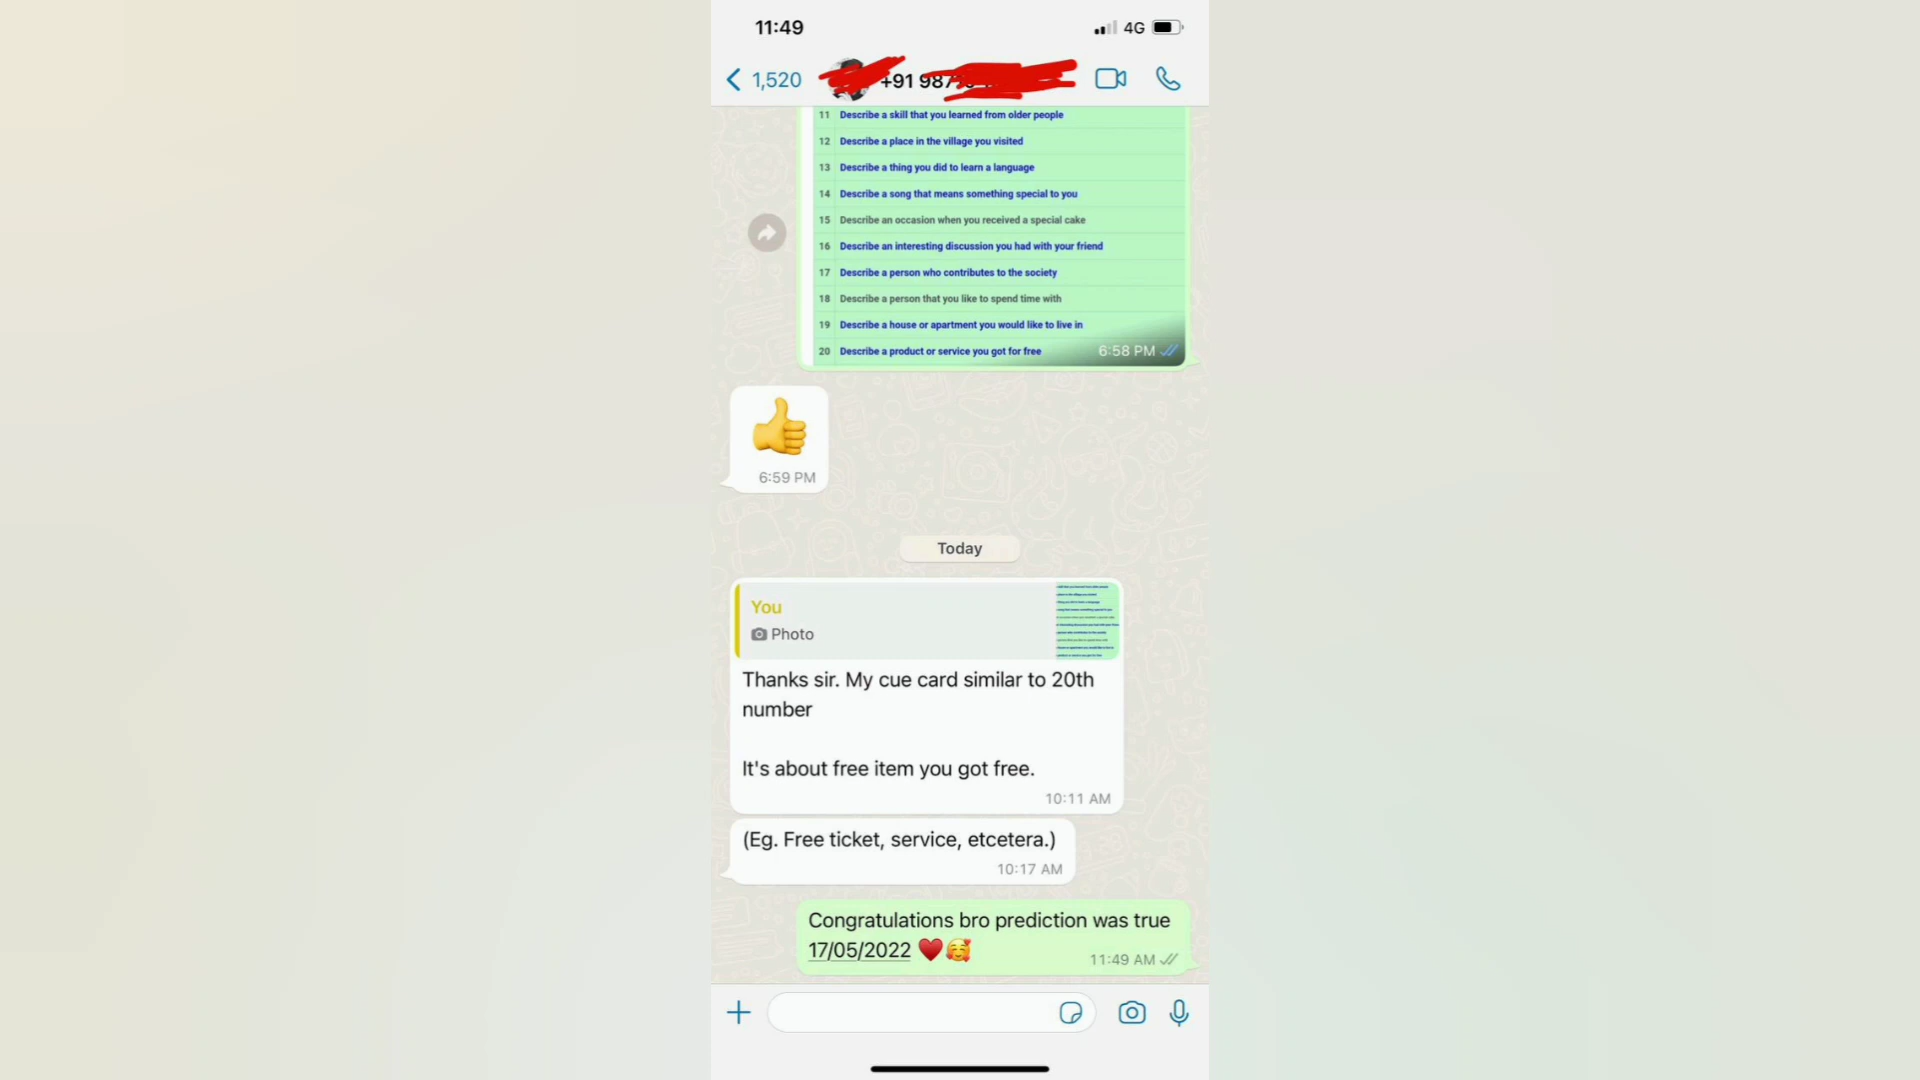 11:49
4G
1,520
+91 987
11 Describe a skill that you learned from older people
12 Describe a place in the village you visited
13 Describe a thing you did to learn a language
14 Describe a song that means something special to you
15 Describe an occasion when you received a special cake
16 Describe an interesting discussion you had with your friend
17 Describe a person who contributes to the society
18 Describe a person that you like to spend time with
19 Describe a house or apartment you would like to live in
20 Describe a product or service you got for free
6:58 PM
6:59 PM
Today
You
Photo
Thanks sir. My cue card similar to 20th
number
It's about free item you got free.
10:11 AM
(Eg. Free ticket, service, etcetera.)
10:17 AM
Congratulations bro prediction was true
17/05/2022 ♥️🥰
11:49 AM